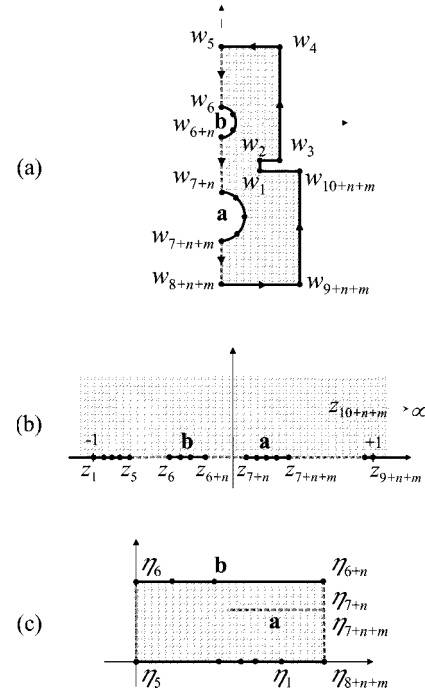 (a)
w₅ w₄
w₆
b
w₆₊ₙ
w₂ w₃
w₇₊ₙ w₁ w₁₀₊ₙ₊ₘ
a
w₇₊ₙ₊ₘ
w₈₊ₙ₊ₘ w₉₊ₙ₊ₘ
(b)
z₁₀₊ₙ₊ₘ ∝
-1 b a +1
z₁ z₅ z₆ z₆₊ₙ z₇₊ₙ z₇₊ₙ₊ₘ z₉₊ₙ₊ₘ
(c)
η₆ b η₆₊ₙ
η₇₊ₙ
a η₇₊ₙ₊ₘ
η₅ η₁ η₈₊ₙ₊ₘ